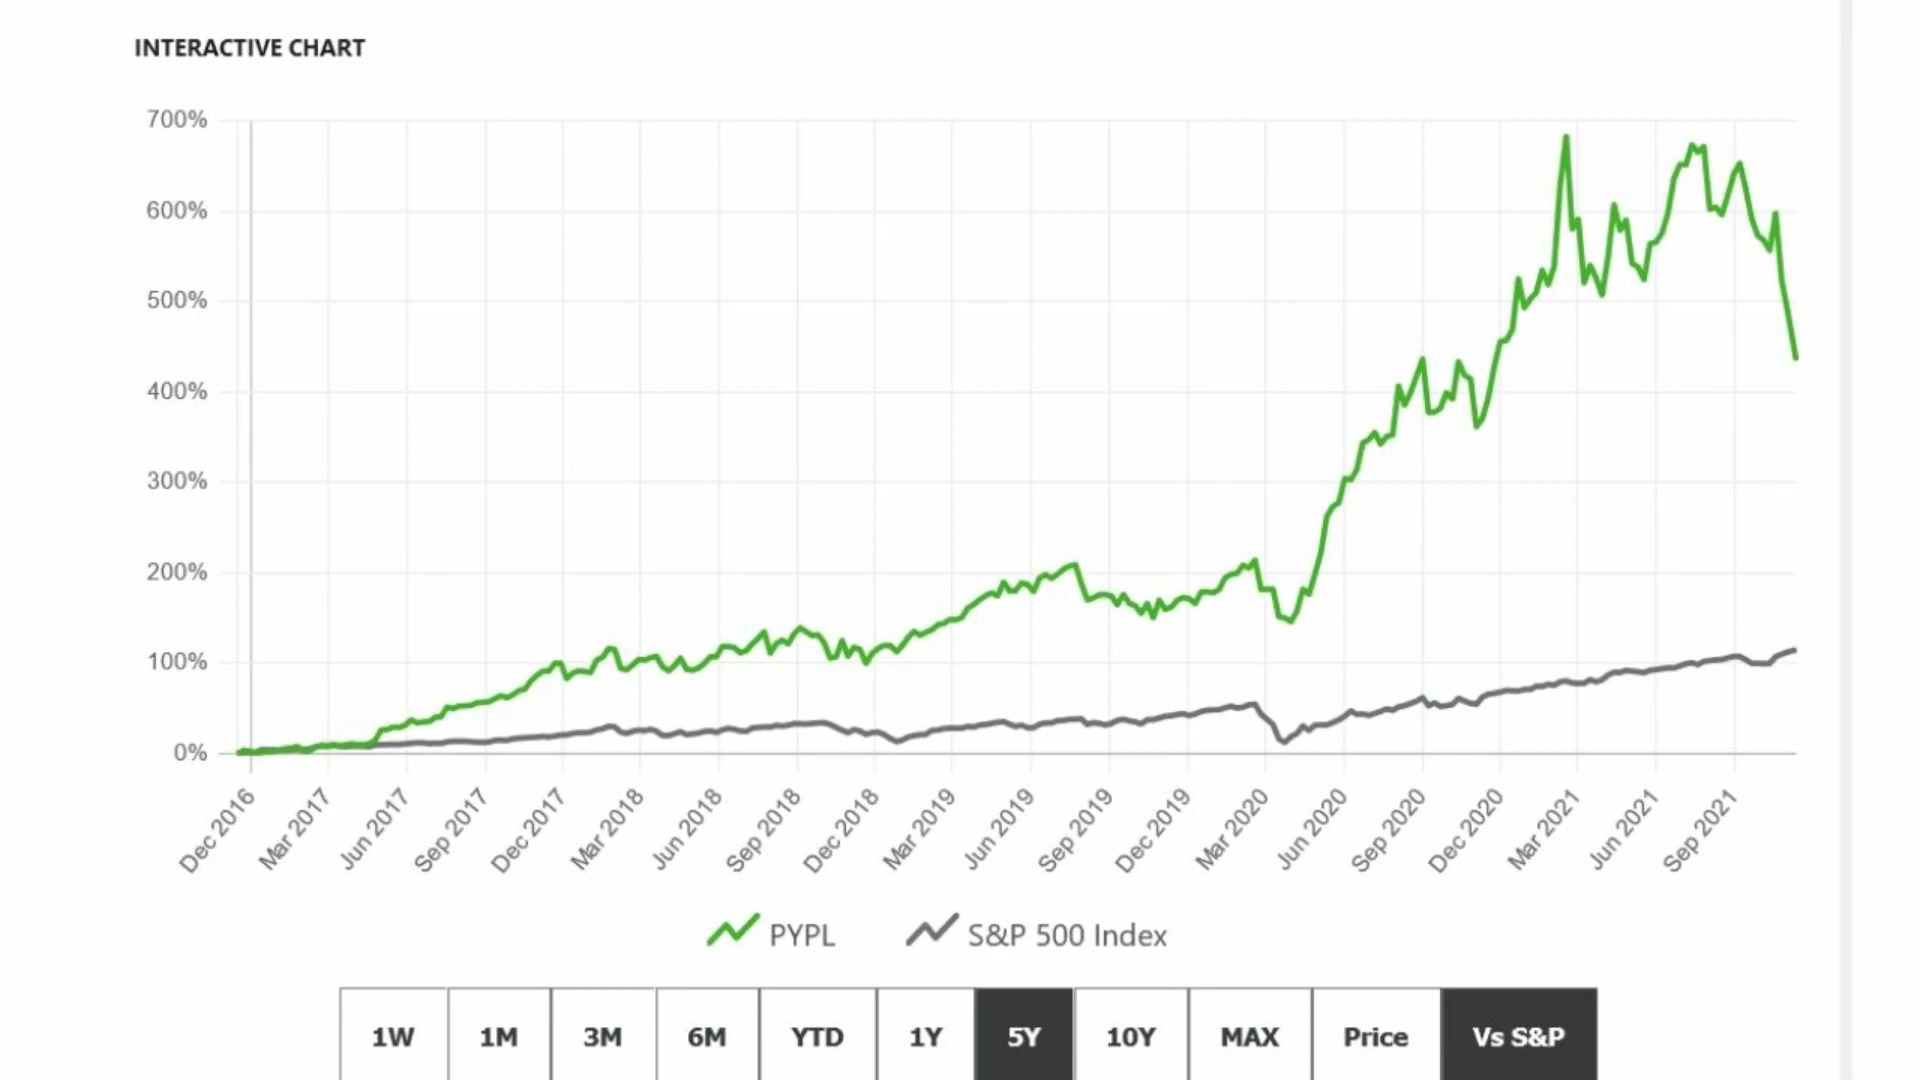 INTERACTIVE CHART
700%
600%
500%
400%
300%
200%
100%
0%
Dec 2016
Mar 2017
Jun 2017
Sep 2017
Dec 2017
Mar 2018
Jun 2018
Sep 2018
Dec 2018
Mar 2019
Jun 2019
Sep 2019
Dec 2019
Mar 2020
Jun 2020
Sep 2020
Dec 2020
Mar 2021
Jun 2021
Sep 2021
PYPL S&P 500 Index
1W 1M 3M 6M YTD 1Y 5Y 10Y MAX Price Vs S&P